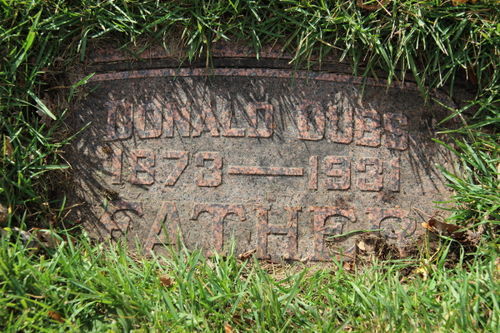 DONALD DUBS
1873 — 1931
FATHER